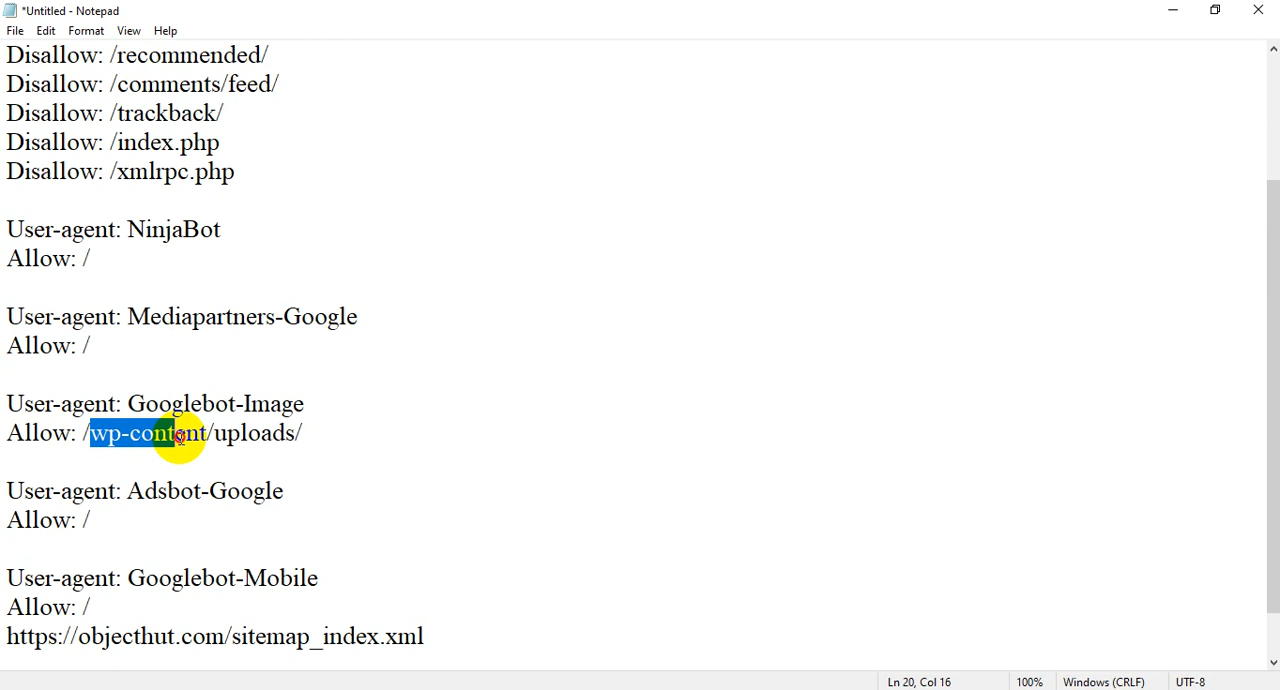 *Untitled - Notepad
File Edit Format View Help
Disallow: /recommended/
Disallow: /comments/feed/
Disallow: /trackback/
Disallow: /index.php
Disallow: /xmlrpc.php
User-agent: NinjaBot
Allow: /
User-agent: Mediapartners-Google
Allow: /
User-agent: Googlebot-Image
Allow: /wp-content/uploads/
User-agent: Adsbot-Google
Allow: /
User-agent: Googlebot-Mobile
Allow: /
https://objecthut.com/sitemap_index.xml
Ln 20, Col 16 100% Windows (CRLF) UTF-8